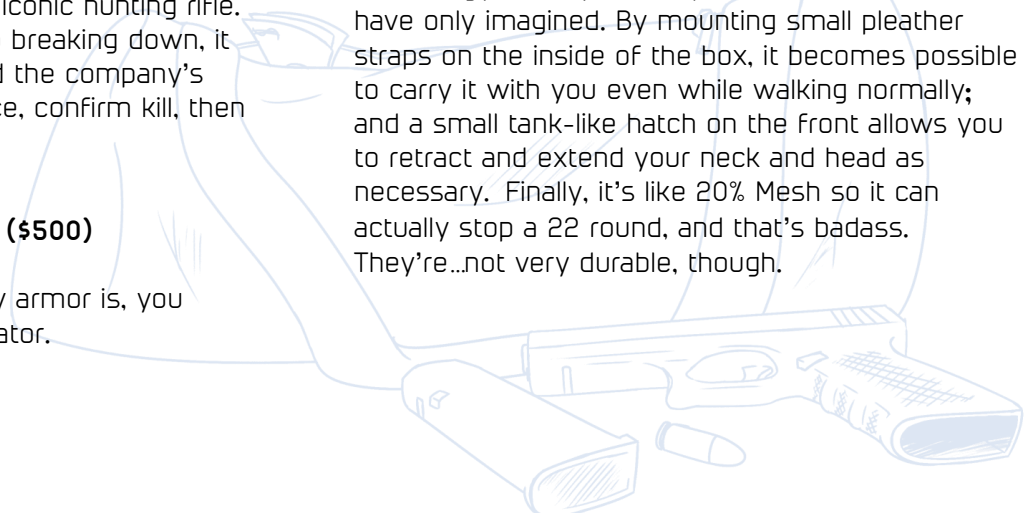 iconic hunting rifle.
breaking down, it
the company's
confirm kill, then
($500)
armor is, you
have only imagined. By mounting small pleather
straps on the inside of the box, it becomes possible
to carry it with you even while walking normally;
and a small tank-like hatch on the front allows you
to retract and extend your neck and head as
necessary. Finally, it's like 20% Mesh so it can
actually stop a 22 round, and that's badass.
They're...not very durable, though.